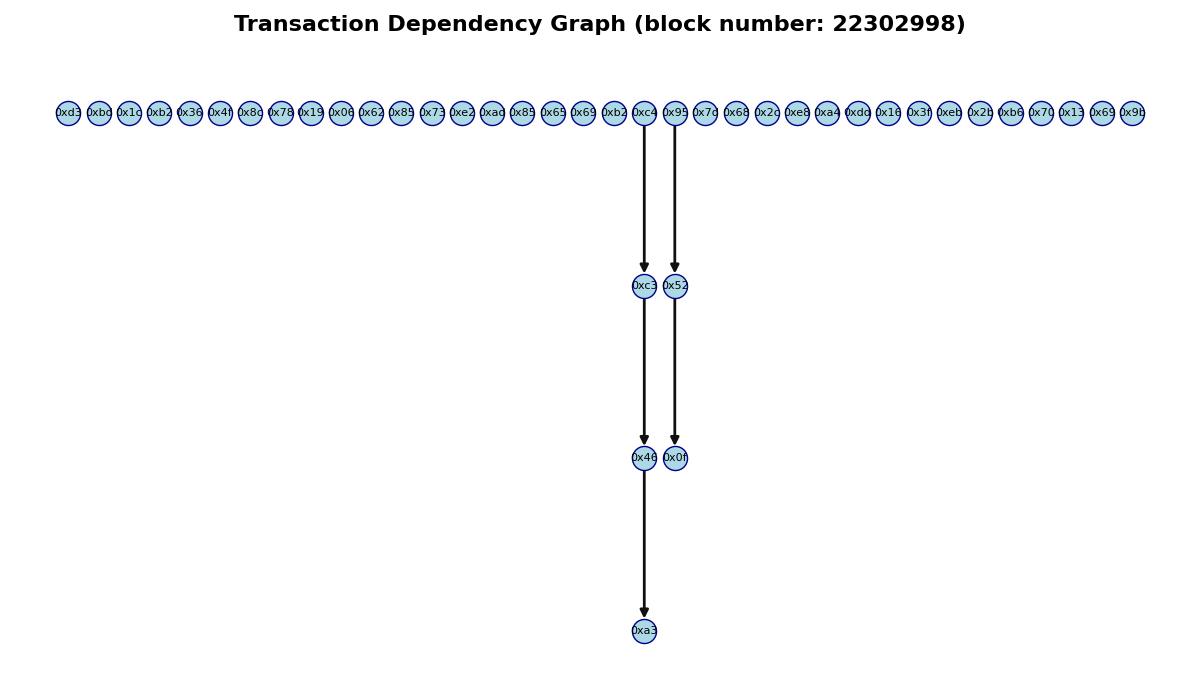 Transaction Dependency Graph (block number: 22302998)
0xd3 0xbd 0x1c 0xb2 0x36 0x4f 0x8c 0x78 0x19 0x06 0x62 0x85 0x73 0xe2 0xad 0x85 0x65 0x69 0xb2 0xc4 0x95 0x7d 0x68 0x2c 0xe8 0xa4 0xdd 0x16 0x3f 0xeb 0x2b 0xb6 0x70 0x13 0x69 0x9b
0xc3 0x52
0x46 0x0f
0xa3